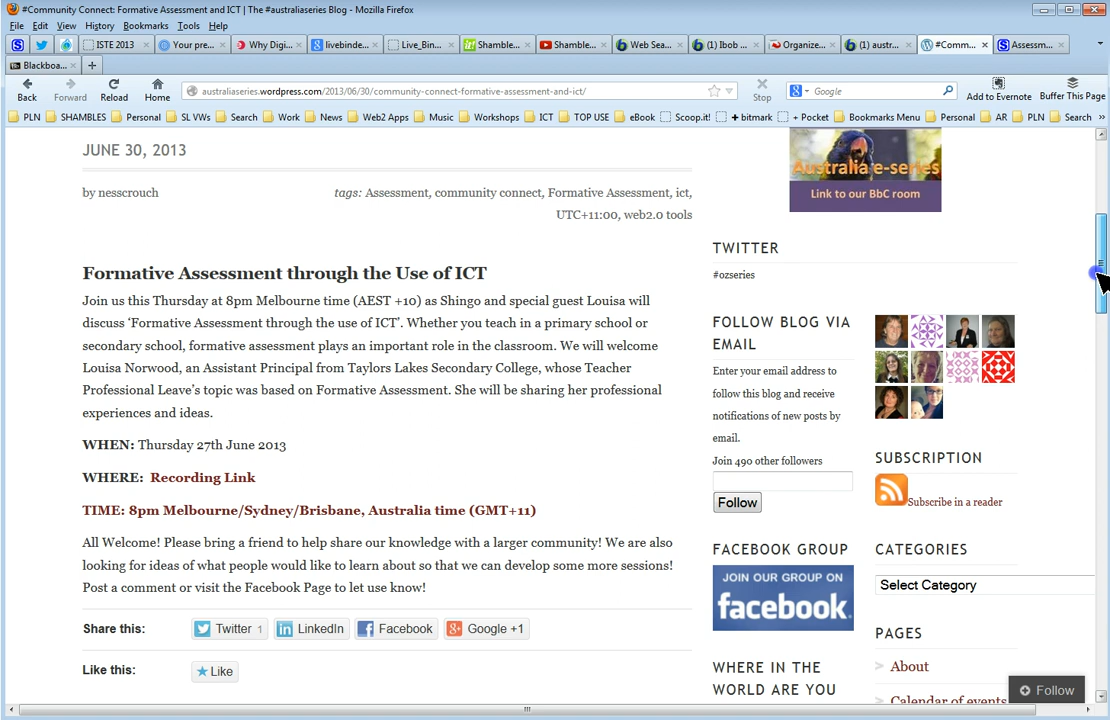 #Community Connect: Formative Assessment and ICT | The #australiaseries Blog - Mozilla Firefox
File Edit View History Bookmarks Tools Help
ISTE 2013 Your pre... Why Digi... livebinde... Live_Bin... Shamble... Shamble... Web Sea... (1) Ibob ... Organize... (1) austr... #Comm... Assessm...
Blackboa...
Back Forward Reload Home australiaseries.wordpress.com/2013/06/30/community-connect-formative-assessment-and-ict/ Stop Google Add to Evernote Buffer This Page
PLN SHAMBLES Personal SL VWs Search Work News Web2 Apps Music Workshops ICT TOP USE eBook Scoop.it! + bitmark + Pocket Bookmarks Menu Personal AR PLN Search
JUNE 30, 2013
by nesscrouch
tags: Assessment, community connect, Formative Assessment, ict,
UTC+11:00, web2.0 tools
Formative Assessment through the Use of ICT
Join us this Thursday at 8pm Melbourne time (AEST +10) as Shingo and special guest Louisa will
discuss ‘Formative Assessment through the use of ICT’. Whether you teach in a primary school or
secondary school, formative assessment plays an important role in the classroom. We will welcome
Louisa Norwood, an Assistant Principal from Taylors Lakes Secondary College, whose Teacher
Professional Leave’s topic was based on Formative Assessment. She will be sharing her professional
experiences and ideas.
WHEN: Thursday 27th June 2013
WHERE: Recording Link
TIME: 8pm Melbourne/Sydney/Brisbane, Australia time (GMT+11)
All Welcome! Please bring a friend to help share our knowledge with a larger community! We are also
looking for ideas of what people would like to learn about so that we can develop some more sessions!
Post a comment or visit the Facebook Page to let use know!
Share this: Twitter 1 LinkedIn Facebook Google +1
Like this: Like
Australia e-series
Link to our BbC room
TWITTER
#ozseries
FOLLOW BLOG VIA
EMAIL
Enter your email address to
follow this blog and receive
notifications of new posts by
email.
Join 490 other followers
Follow
FACEBOOK GROUP
JOIN OUR GROUP ON
facebook.
WHERE IN THE
WORLD ARE YOU
SUBSCRIPTION
Subscribe in a reader
CATEGORIES
Select Category
PAGES
About
Calendar of events
Follow